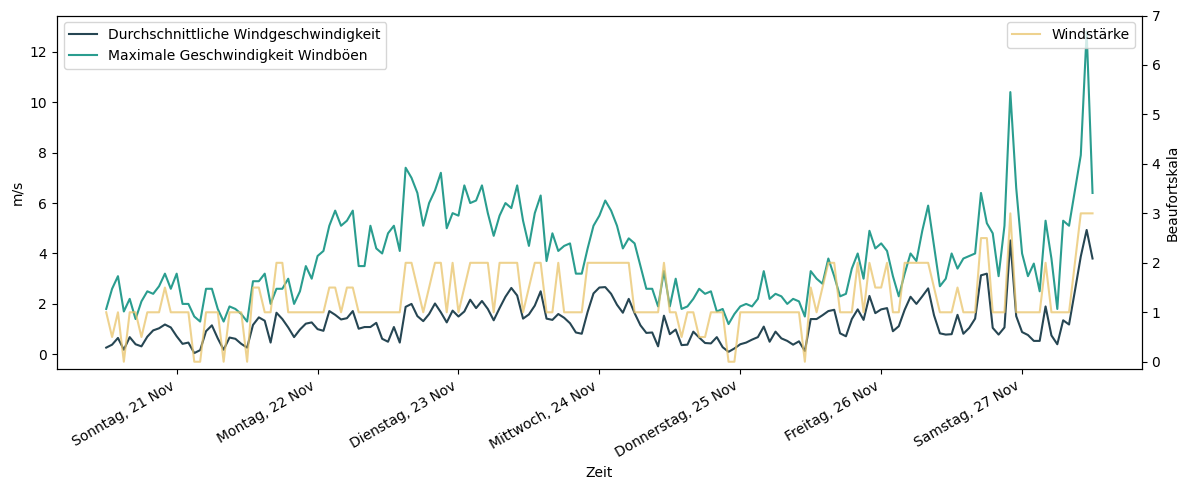 Durchschnittliche Windgeschwindigkeit
Maximale Geschwindigkeit Windböen
Windstärke
m/s
12
10
8
6
4
2
0
7
6
5
4
3
2
1
0
Beaufortskala
Sonntag, 21 Nov
Montag, 22 Nov
Dienstag, 23 Nov
Mittwoch, 24 Nov
Donnerstag, 25 Nov
Freitag, 26 Nov
Samstag, 27 Nov
Zeit